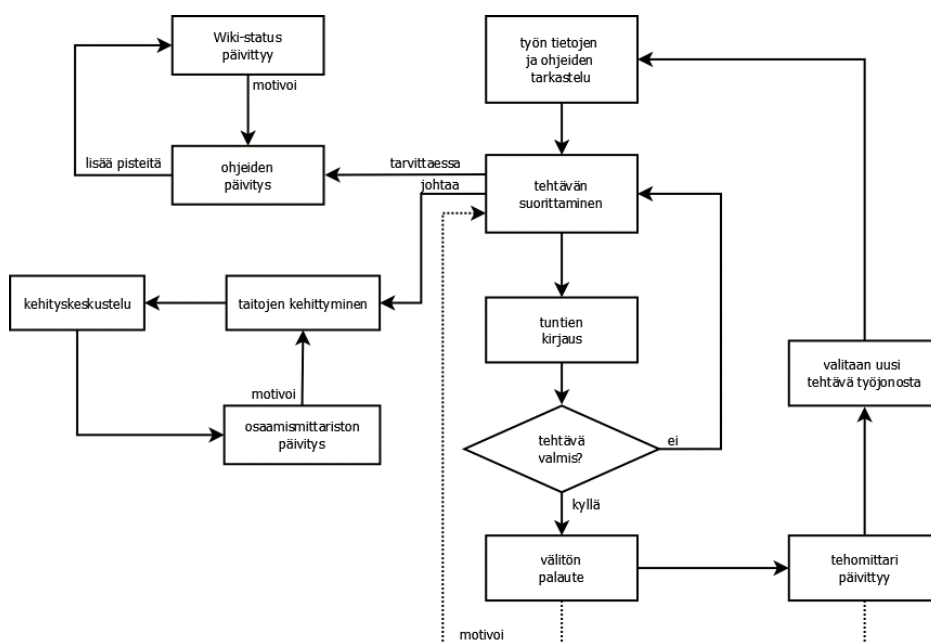 Wiki-status
päivittyy
työn tietojen
ja ohjeiden
tarkastelu
motivoi
lisää pisteitä
ohjeiden
päivitys
tarvittaessa
johtaa
tehtävän
suorittaminen
kehityskeskustelu
taitojen kehittyminen
tuntien
kirjaus
valitaan uusi
tehtävä työjonosta
motivoi
osaamismittariston
päivitys
tehtävä
valmis?
ei
kyllä
välitön
palaute
tehomittari
päivittyy
motivoi